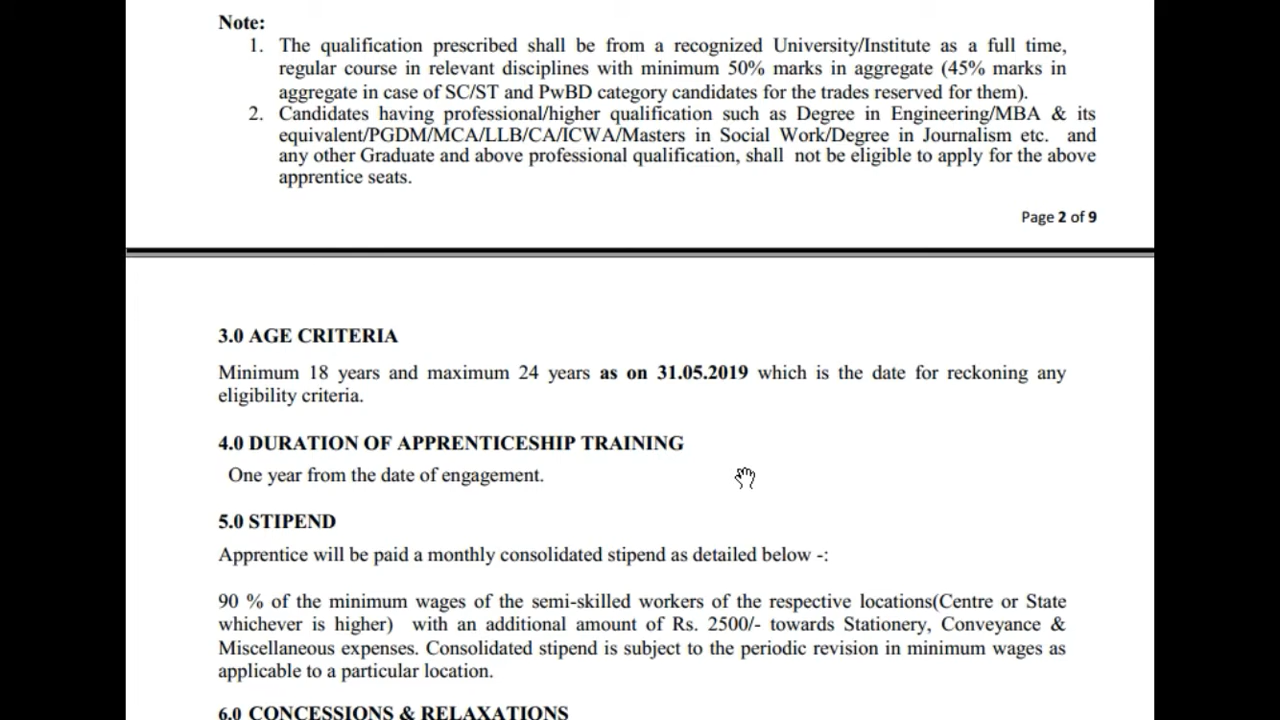 Note:
1. The qualification prescribed shall be from a recognized University/Institute as a full time,
regular course in relevant disciplines with minimum 50% marks in aggregate (45% marks in
aggregate in case of SC/ST and PwBD category candidates for the trades reserved for them).
2. Candidates having professional/higher qualification such as Degree in Engineering/MBA & its
equivalent/PGDM/MCA/LLB/CA/ICWA/Masters in Social Work/Degree in Journalism etc. and
any other Graduate and above professional qualification, shall not be eligible to apply for the above
apprentice seats.
Page 2 of 9
3.0 AGE CRITERIA
Minimum 18 years and maximum 24 years as on 31.05.2019 which is the date for reckoning any
eligibility criteria.
4.0 DURATION OF APPRENTICESHIP TRAINING
One year from the date of engagement.
5.0 STIPEND
Apprentice will be paid a monthly consolidated stipend as detailed below -:
90 % of the minimum wages of the semi-skilled workers of the respective locations(Centre or State
whichever is higher) with an additional amount of Rs. 2500/- towards Stationery, Conveyance &
Miscellaneous expenses. Consolidated stipend is subject to the periodic revision in minimum wages as
applicable to a particular location.
6.0 CONCESSIONS & RELAXATIONS